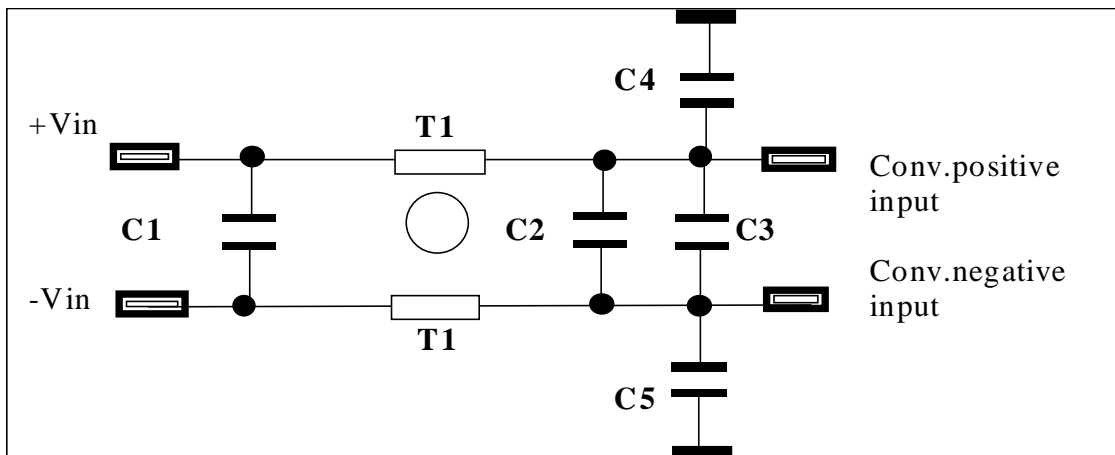 C4
+Vin
T1
Conv.positive
input
C1
C2
C3
-Vin
Conv.negative
input
T1
C5